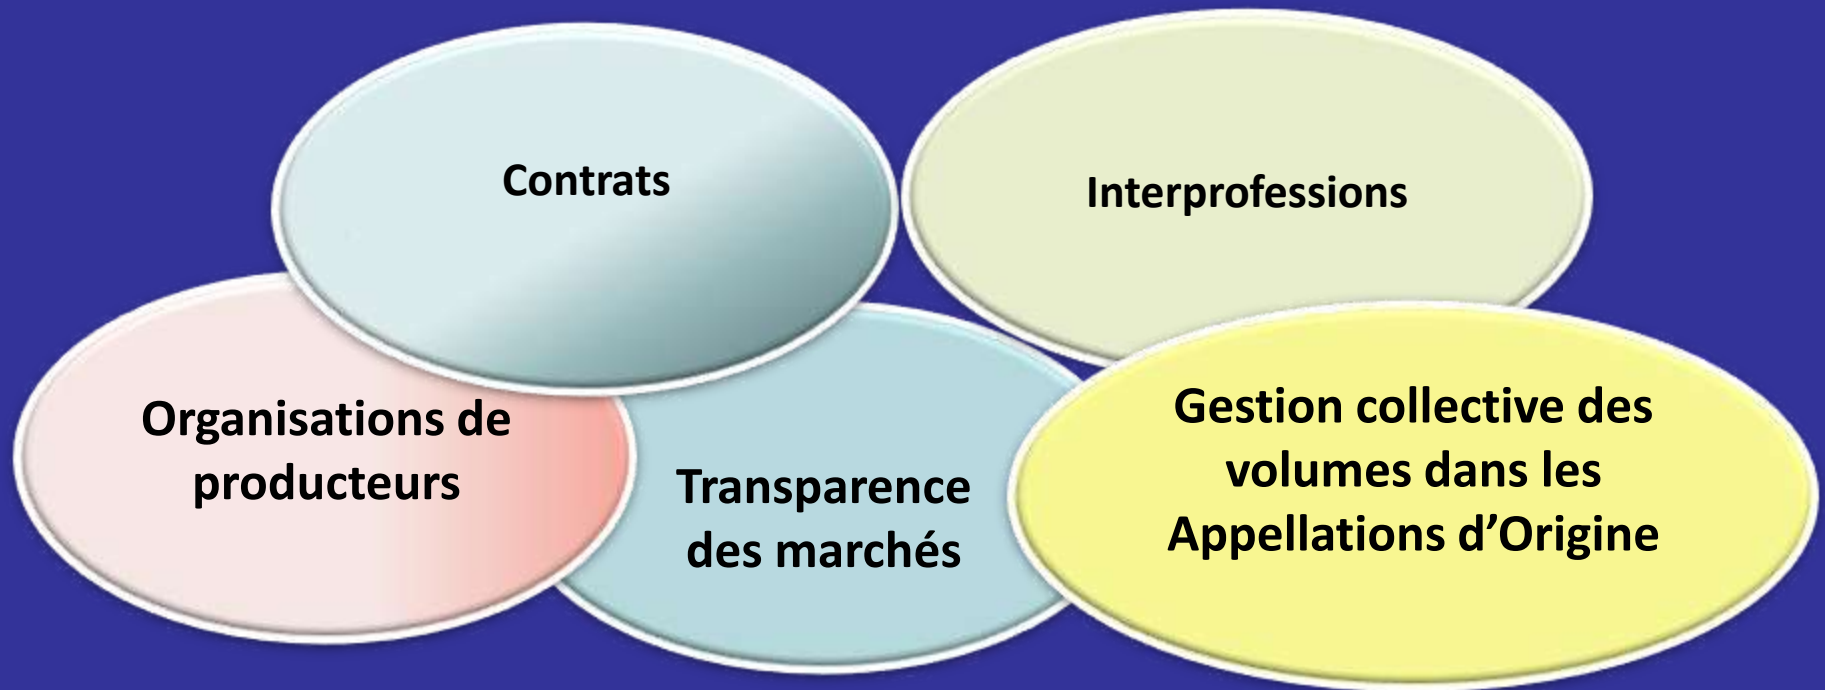 Contrats
Interprofessions
Organisations de
producteurs
Transparence
des marchés
Gestion collective des
volumes dans les
Appellations d’Origine